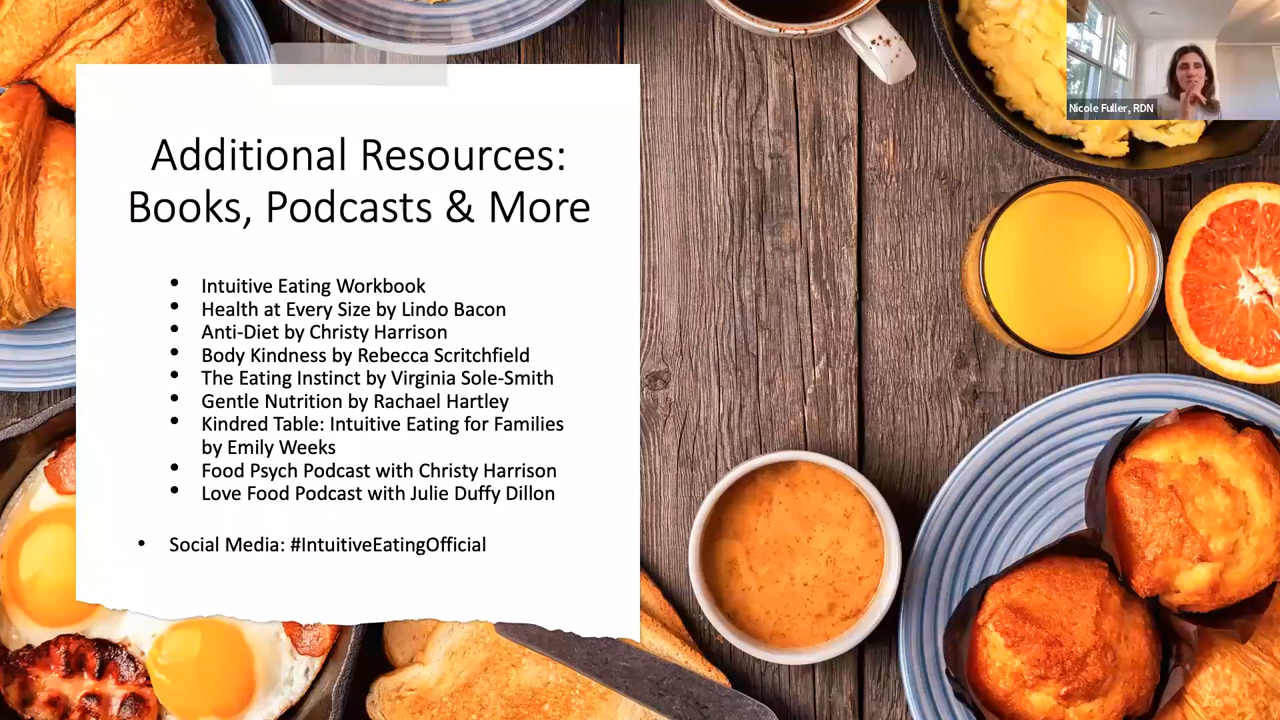 Nicole Fuller, RDN
Additional Resources:
Books, Podcasts & More
• Intuitive Eating Workbook
• Health at Every Size by Lindo Bacon
• Anti-Diet by Christy Harrison
• Body Kindness by Rebecca Scritchfield
• The Eating Instinct by Virginia Sole-Smith
• Gentle Nutrition by Rachael Hartley
• Kindred Table: Intuitive Eating for Families
by Emily Weeks
• Food Psych Podcast with Christy Harrison
• Love Food Podcast with Julie Duffy Dillon
• Social Media: #IntuitiveEatingOfficial